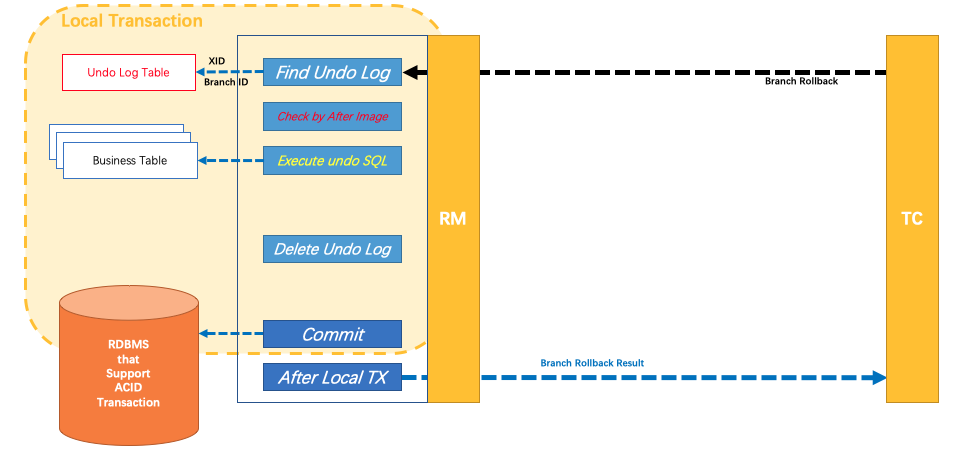 Local Transaction
Undo Log Table
XID
Branch ID
Find Undo Log
Branch Rollback
Check by After Image
Business Table
Execute undo SQL
RM
TC
Delete Undo Log
Commit
RDBMS
that
Support
ACID
Transaction
After Local TX
Branch Rollback Result